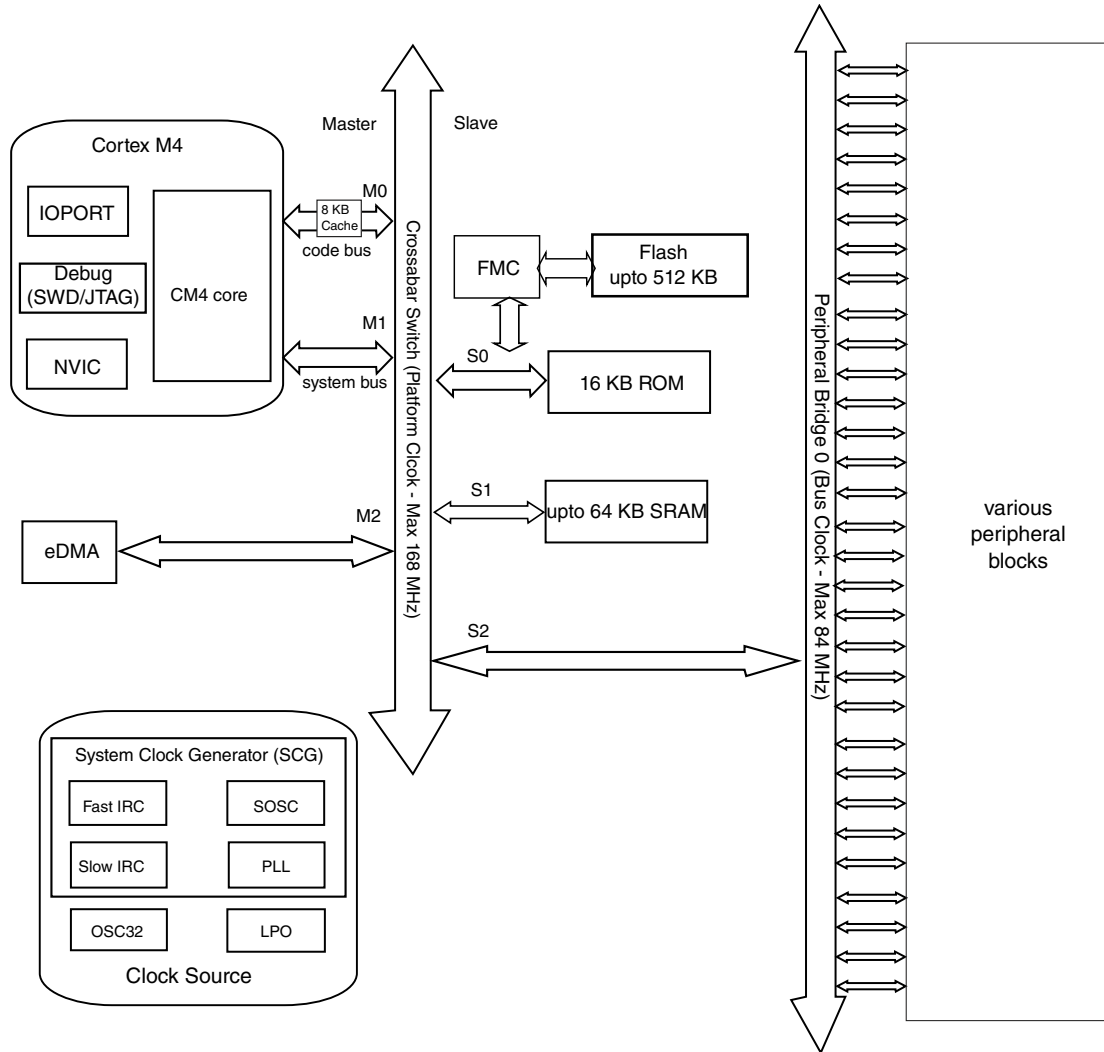 Master
Slave
Cortex M4
IOPORT
Debug
(SWD/JTAG)
NVIC
CM4 core
M0
8 KB
Cache
code bus
M1
system bus
Crossabar Switch (Platform Clcok - Max 168 MHz)
FMC
Flash
upto 512 KB
S0
16 KB ROM
S1
upto 64 KB SRAM
M2
eDMA
S2
Peripheral Bridge 0 (Bus Clock - Max 84 MHz)
various
peripheral
blocks
System Clock Generator (SCG)
Fast IRC
SOSC
Slow IRC
PLL
OSC32
LPO
Clock Source